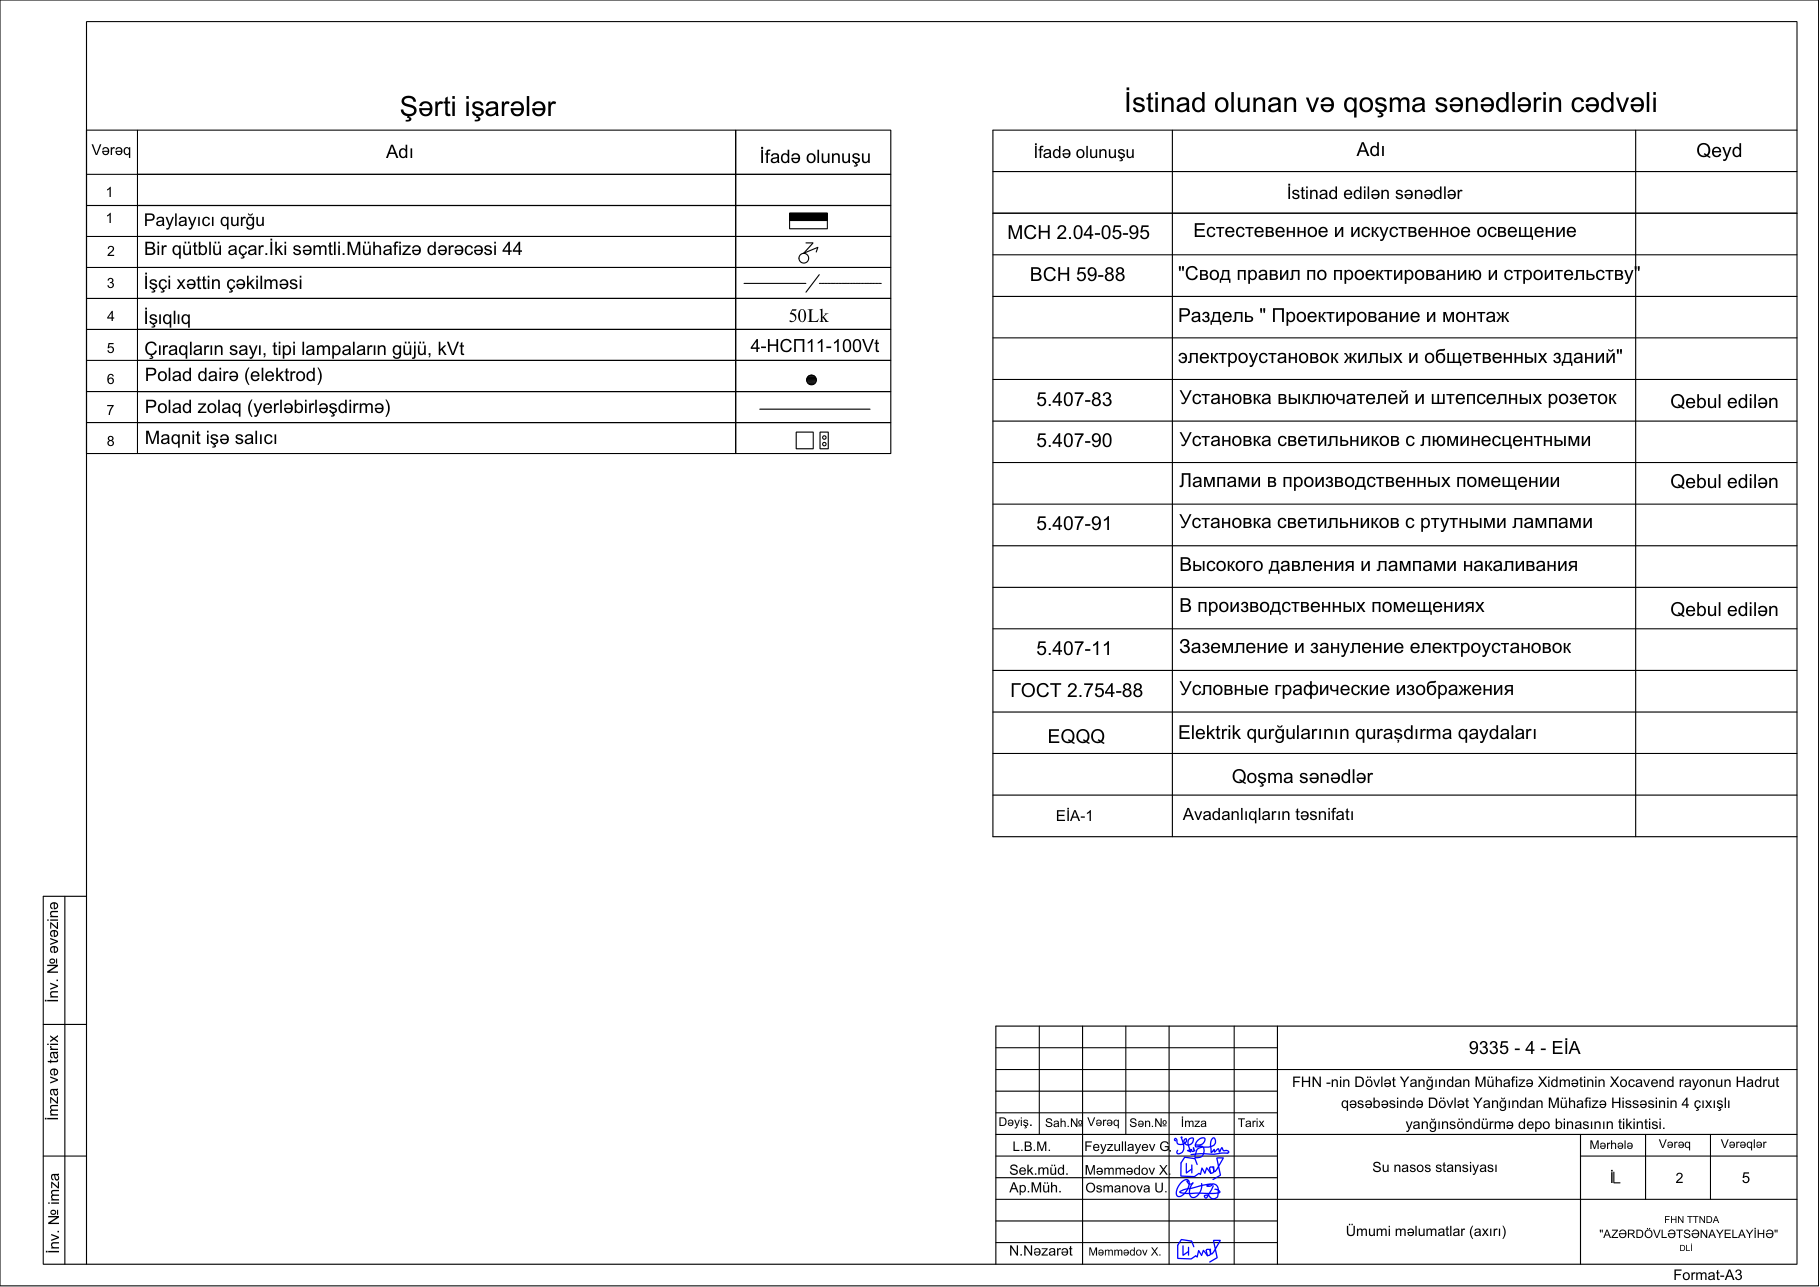 Şərti işarələr
Vərəq Adı İfadə olunuşu
1
1 Paylayıcı qurğu
2 Bir qütblü açar.İki səmtli.Mühafizə dərəcəsi 44
3 İşçi xəttin çəkilməsi
4 İşıqlıq 50Lk
5 Çıraqların sayı, tipi lampaların güjü, kVt 4-НСП11-100Vt
6 Polad dairə (elektrod)
7 Polad zolaq (yerləbirləşdirmə)
8 Maqnit işə salıcı
İstinad olunan və qoşma sənədlərin cədvəli
İfadə olunuşu Adı Qeyd
İstinad edilən sənədlər
МСН 2.04-05-95 Естестевенное и искуственное освещение
ВСН 59-88 "Свод правил по проектированию и строительству"
Раздель " Проектирование и монтаж
электроустановок жилых и общетвенных зданий"
5.407-83 Установка выключателей и штепселных розеток Qebul edilən
5.407-90 Установка светильников с люминесцентными
Лампами в производственных помещении Qebul edilən
5.407-91 Установка светильников с ртутными лампами
Высокого давления и лампами накаливания
В производственных помещениях Qebul edilən
5.407-11 Заземление и зануление електроустановок
ГОСТ 2.754-88 Условные графические изображения
EQQQ Elektrik qurğularının quraşdırma qaydaları
Qoşma sənədlər
EİA-1 Avadanlıqların təsnifatı
İnv. № əvəzinə
İmza və tarix
İnv. № imza
9335 - 4 - EİA
FHN -nin Dövlət Yanğından Mühafizə Xidmətinin Xocavend rayonun Hadrut
qəsəbəsində Dövlət Yanğından Mühafizə Hissəsinin 4 çıxışlı
yanğınsöndürmə depo binasının tikintisi.
Dəyiş. Sah.№ Vərəq Sən.№ İmza Tarix
L.B.M. Feyzullayev G.
Sek.müd. Məmmədov X.
Ap.Müh. Osmanova U.
N.Nəzarət Məmmədov X.
Su nasos stansiyası
Mərhələ Vərəq Vərəqlər
İL 2 5
Ümumi məlumatlar (axırı)
FHN TTNDA
"AZƏRDÖVLƏTSƏNAYELAYİHƏ"
DLİ
Format-A3